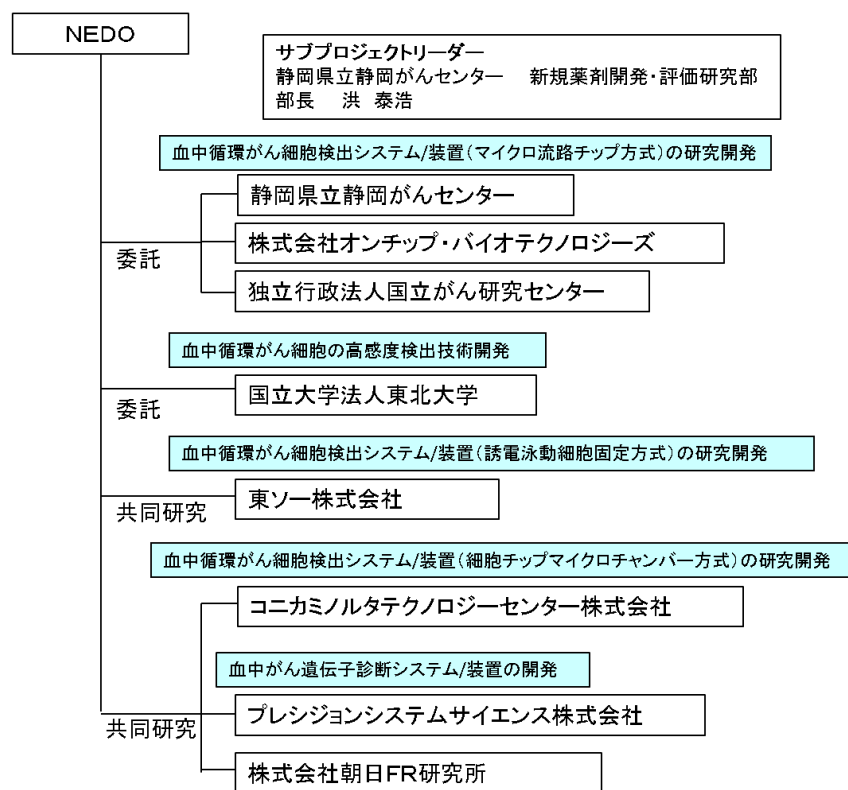 NEDO
サブプロジェクトリーダー
静岡県立静岡がんセンター 新規薬剤開発・評価研究部
部長 洪 泰浩
血中循環がん細胞検出システム/装置(マイクロ流路チップ方式)の研究開発
静岡県立静岡がんセンター
株式会社オンチップ・バイオテクノロジーズ
委託
独立行政法人国立がん研究センター
血中循環がん細胞の高感度検出技術開発
国立大学法人東北大学
委託
血中循環がん細胞検出システム/装置(誘電泳動細胞固定方式)の研究開発
東ソー株式会社
共同研究
血中循環がん細胞検出システム/装置(細胞チップマイクロチャンバー方式)の研究開発
コニカミノルタテクノロジーセンター株式会社
血中がん遺伝子診断システム/装置の開発
プレシジョンシステムサイエンス株式会社
共同研究
株式会社朝日FR研究所